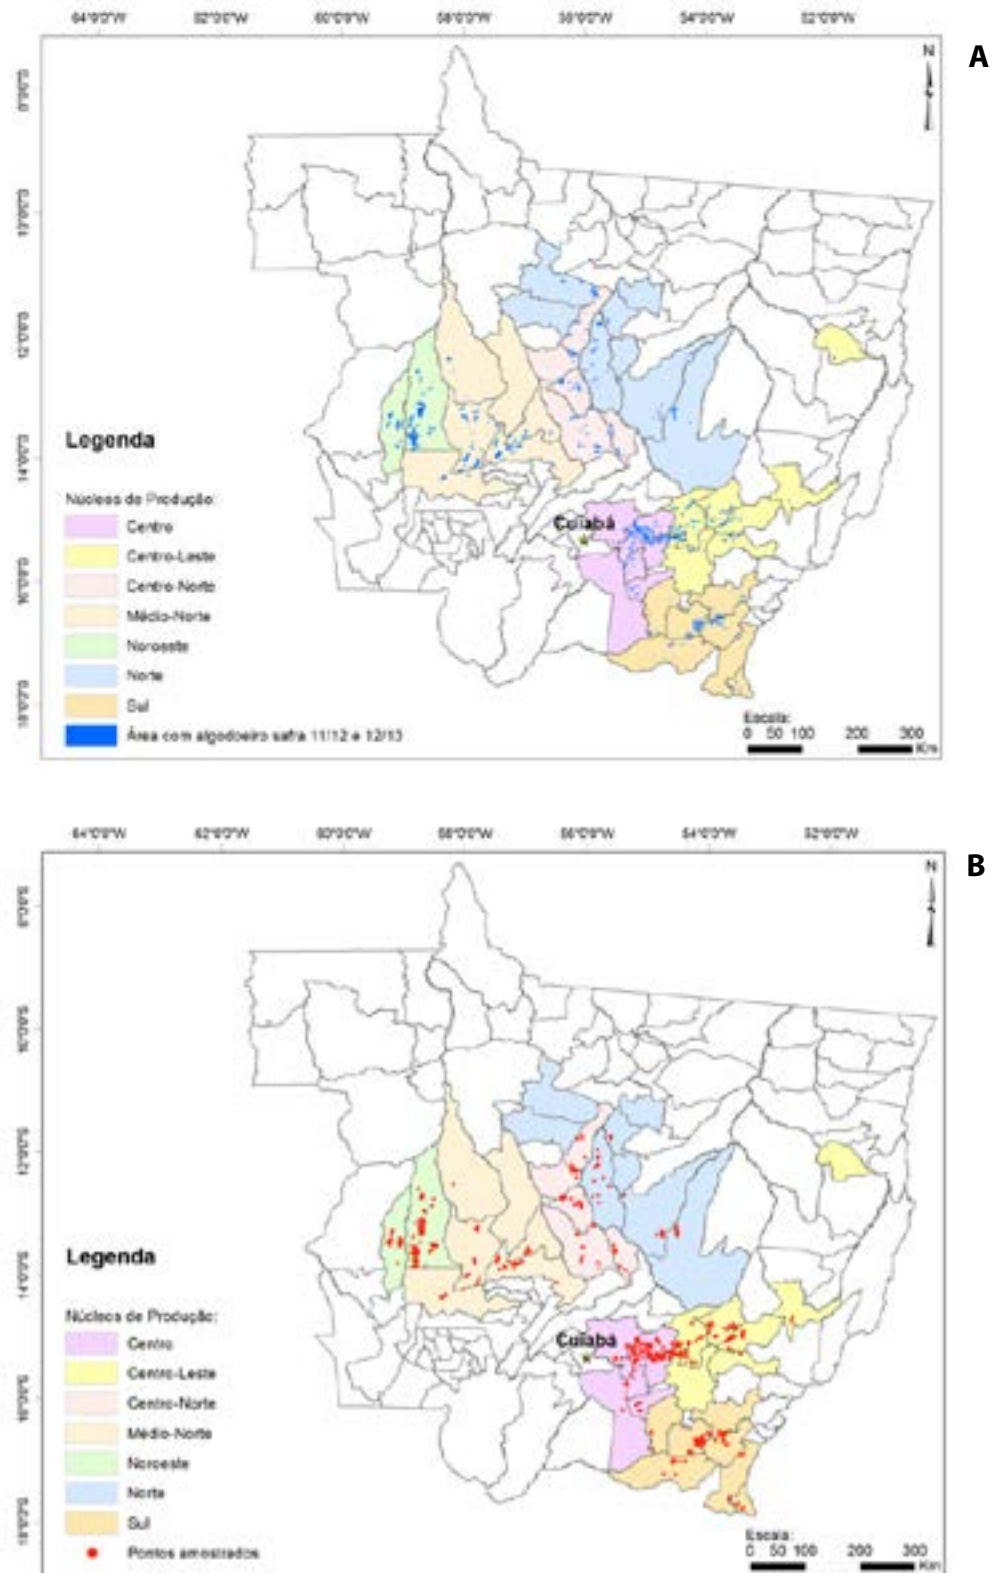 64°0'0"W 62°0'0"W 60°0'0"W 58°0'0"W 56°0'0"W 54°0'0"W 52°0'0"W
A
N
Cuiabá
Legenda
Núcleos de Produção:
Centro
Centro-Leste
Centro-Norte
Médio-Norte
Noroeste
Norte
Sul
Área com algodoeiro safra 11/12 e 12/13
Escala:
0 50 100 200 300
Km
64°0'0"W 62°0'0"W 60°0'0"W 58°0'0"W 56°0'0"W 54°0'0"W 52°0'0"W
B
N
Cuiabá
Legenda
Núcleos de Produção:
Centro
Centro-Leste
Centro-Norte
Médio-Norte
Noroeste
Norte
Sul
Pontos amostrados
Escala:
0 50 100 200 300
Km